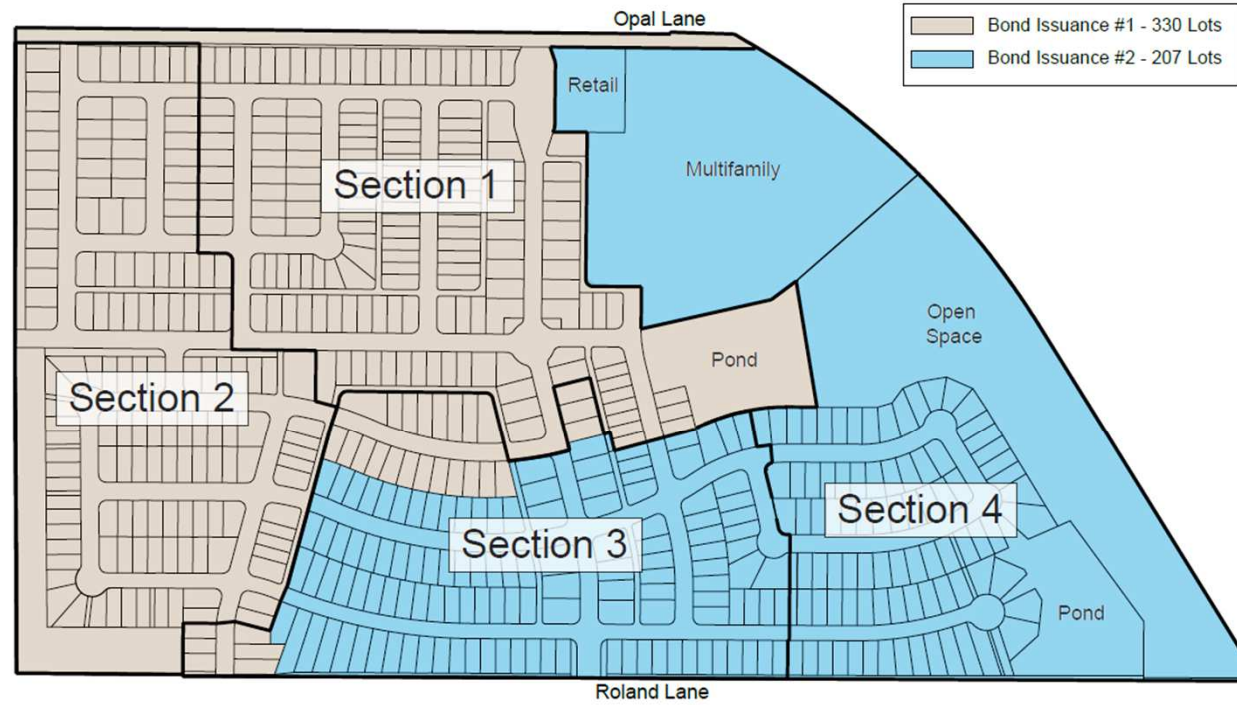 Opal Lane
Bond Issuance #1 - 330 Lots
Bond Issuance #2 - 207 Lots
Retail
Multifamily
Section 1
Open
Space
Pond
Section 2
Section 4
Section 3
Pond
Roland Lane